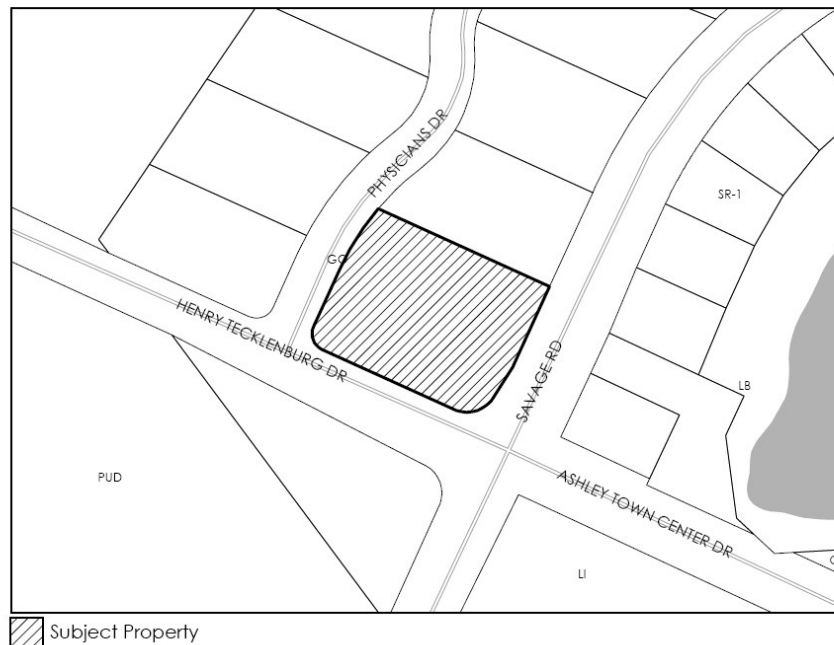 PHYSICIANS DR
SR-1
GO
HENRY TECKLENBURG DR
SAVAGE RD
LB
PUD
ASHLEY TOWN CENTER DR
LI
Subject Property